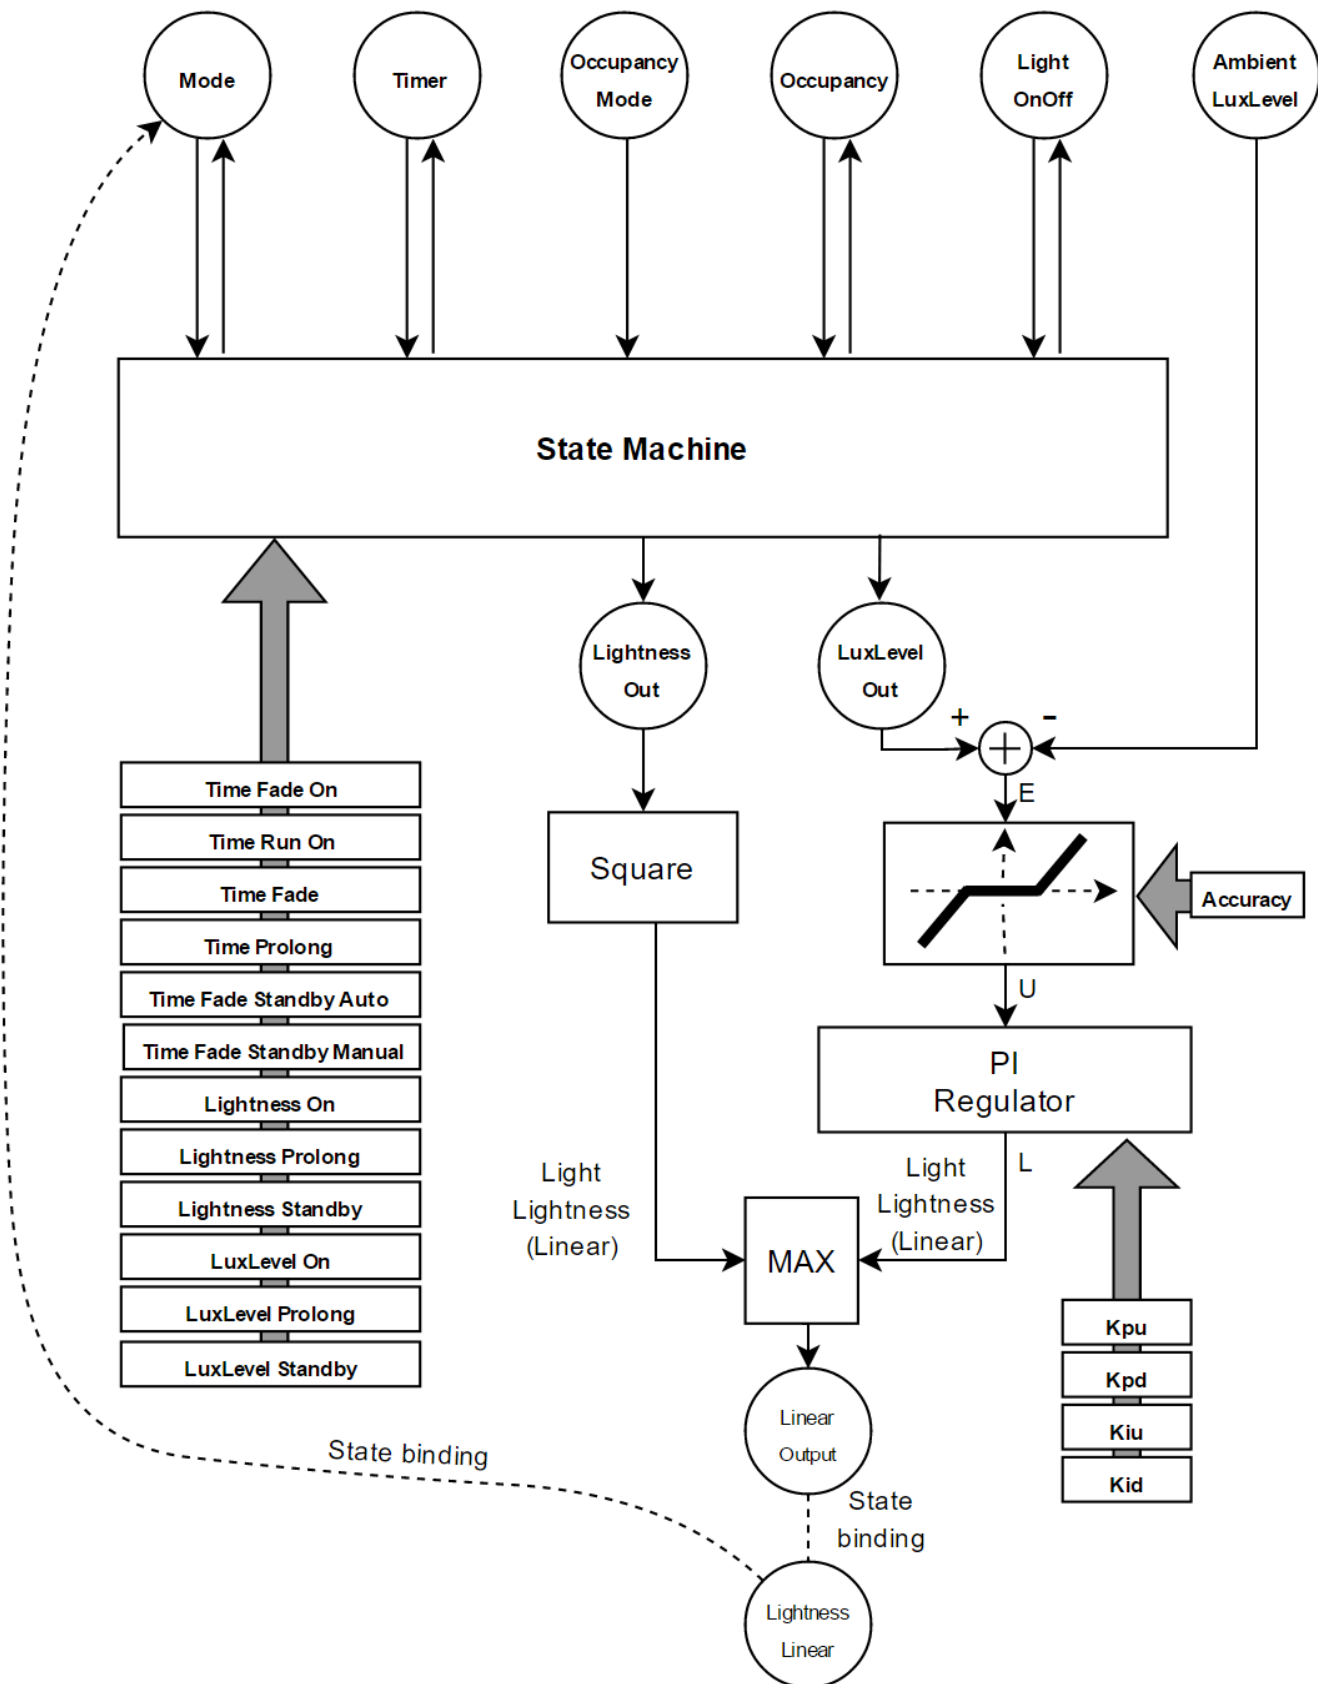 Mode
Timer
Occupancy
Mode
Occupancy
Light
OnOff
Ambient
LuxLevel
State Machine
Lightness
Out
LuxLevel
Out
+
-
E
Time Fade On
Time Run On
Time Fade
Time Prolong
Time Fade Standby Auto
Time Fade Standby Manual
Lightness On
Lightness Prolong
Lightness Standby
LuxLevel On
LuxLevel Prolong
LuxLevel Standby
Square
Accuracy
U
PI
Regulator
L
Light
Lightness
(Linear)
Light
Lightness
(Linear)
MAX
Kpu
Kpd
Kiu
Kid
Linear
Output
State binding
State
binding
Lightness
Linear